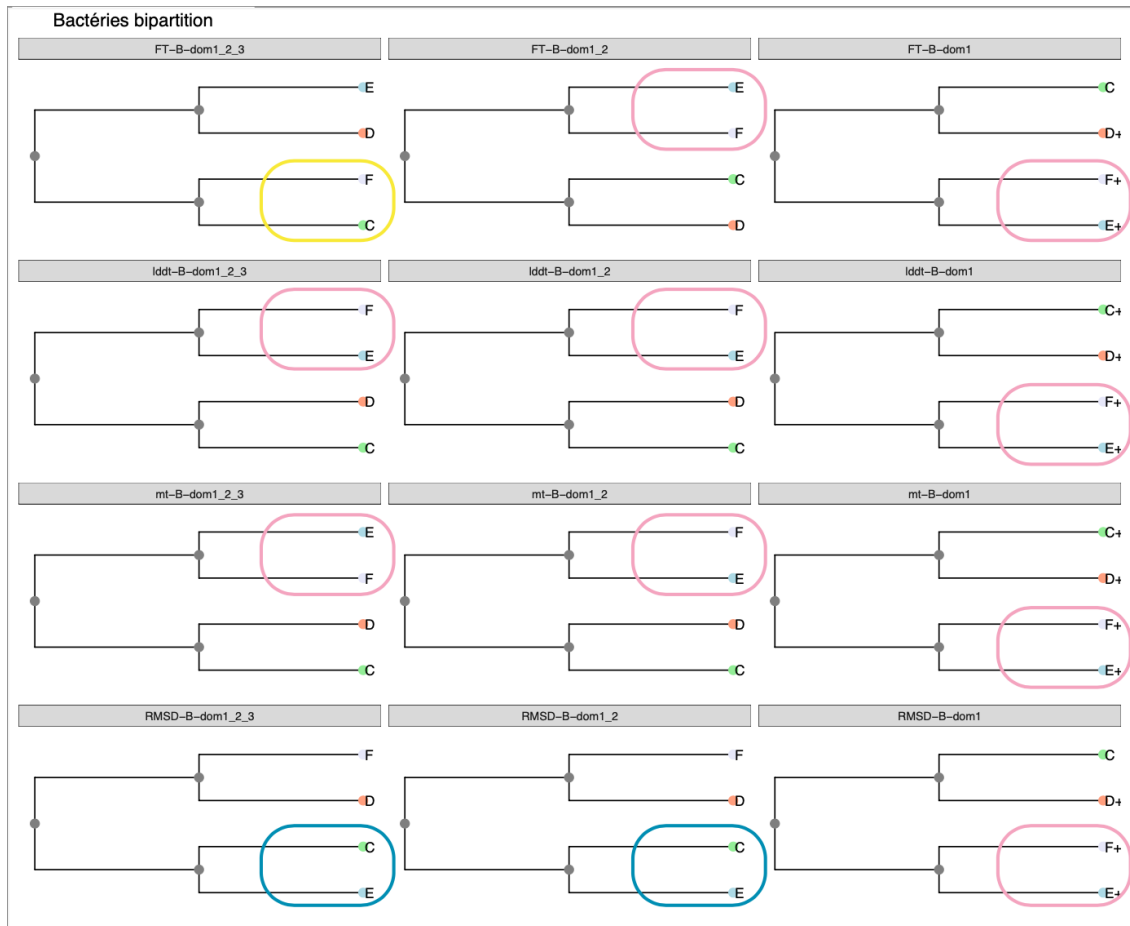 Bactéries bipartition
FT-B-dom1_2_3
FT-B-dom1_2
FT-B-dom1
E
D
F
C
E
F
C
D
C
D+
F+
E+
lddt-B-dom1_2_3
lddt-B-dom1_2
lddt-B-dom1
F
E
D
C
F
E
D
C
C+
D+
F+
E+
mt-B-dom1_2_3
mt-B-dom1_2
mt-B-dom1
E
F
D
C
F
E
D
C
C+
D+
F+
E+
RMSD-B-dom1_2_3
RMSD-B-dom1_2
RMSD-B-dom1
F
D
C
E
F
D
C
E
C
D+
F+
E+